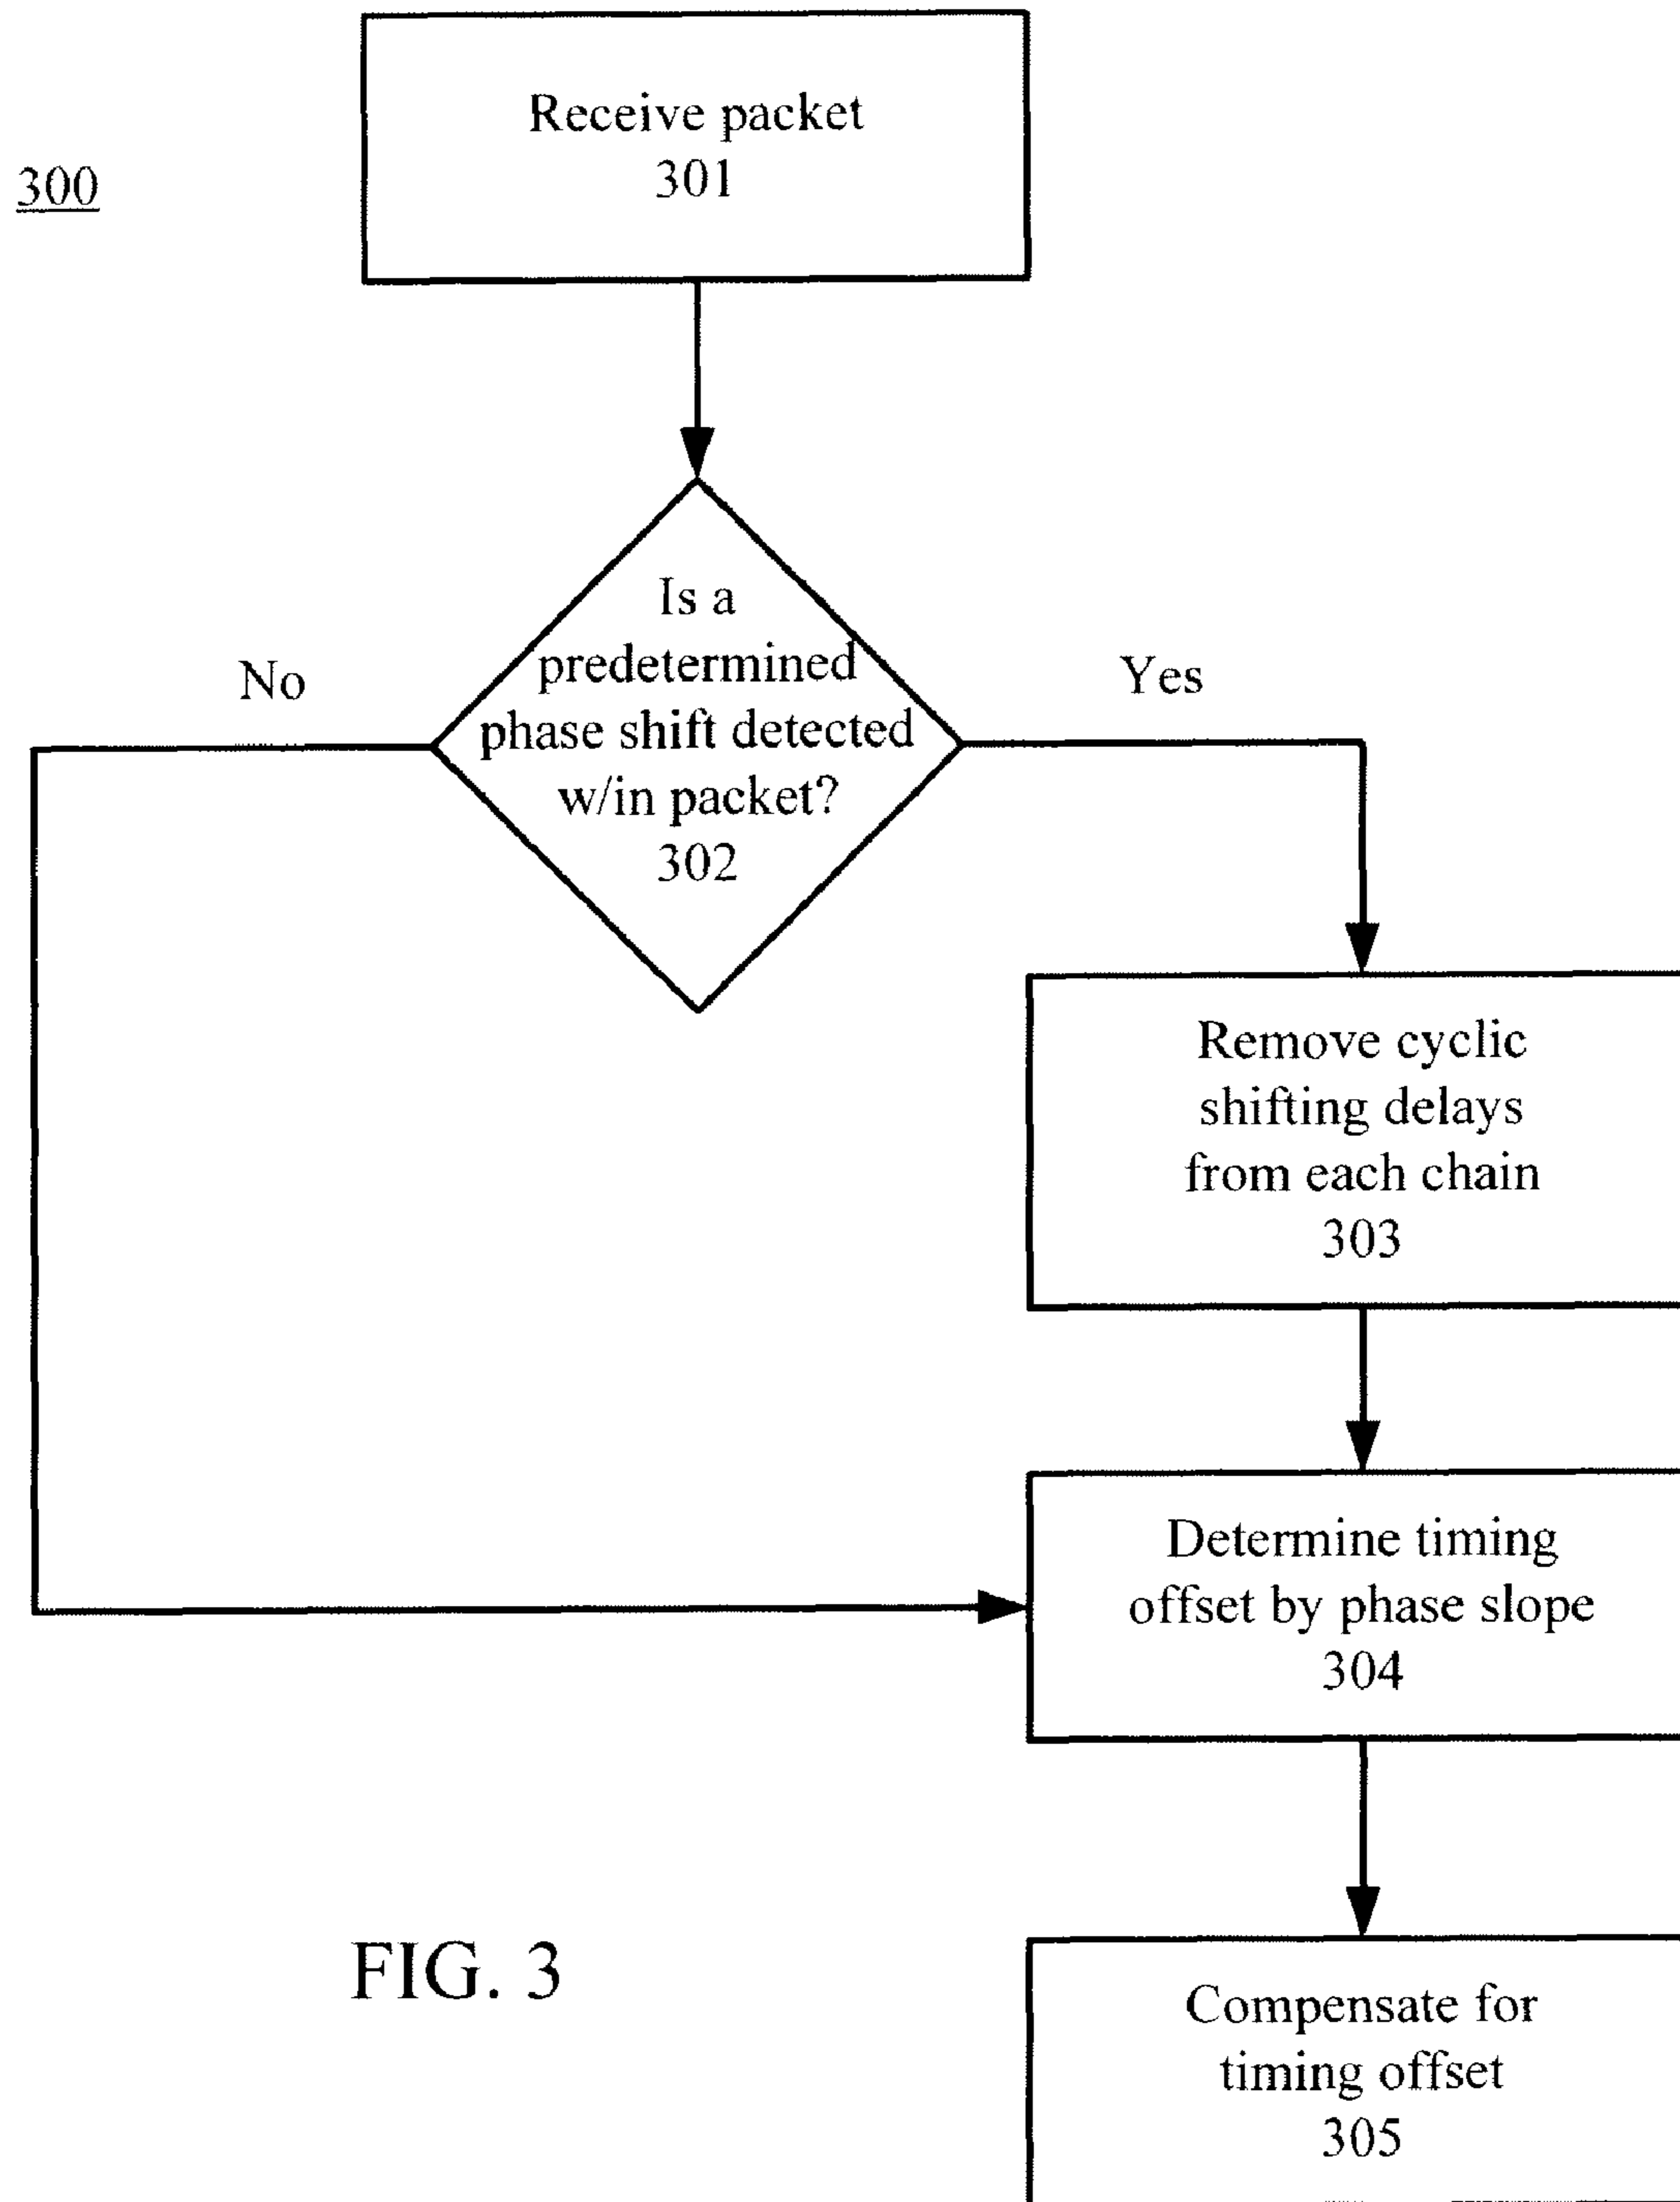 Receive packet
301
300
Is a
predetermined
phase shift detected
w/in packet?
302
No
Yes
Remove cyclic
shifting delays
from each chain
303
Determine timing
offset by phase slope
304
Compensate for
timing offset
305
FIG. 3